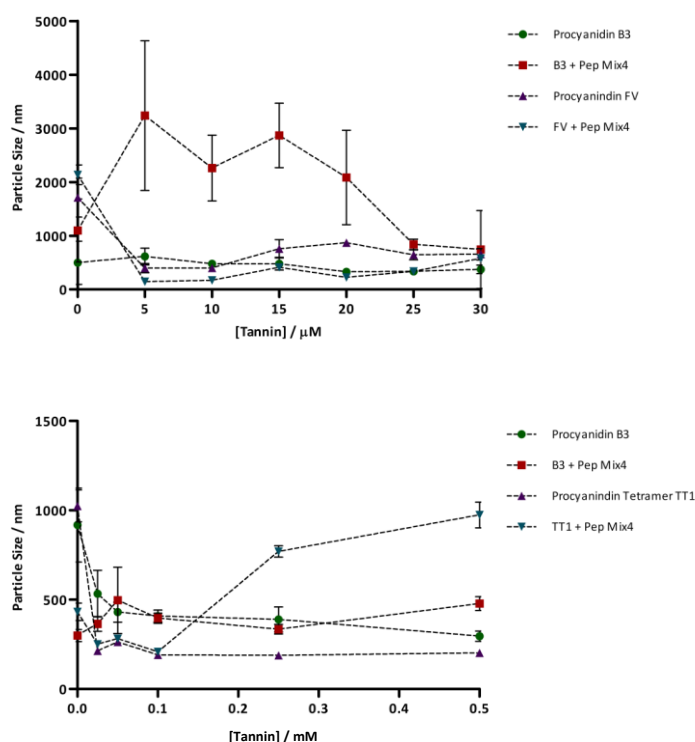 5000
4000
3000
2000
1000
0
Particle Size / nm
0 5 10 15 20 25 30
[Tannin] / μM
Procyanidin B3
B3 + Pep Mix4
Procyanindin FV
FV + Pep Mix4
1500
1000
500
0
Particle Size / nm
0.0 0.1 0.2 0.3 0.4 0.5
[Tannin] / mM
Procyanidin B3
B3 + Pep Mix4
Procyanindin Tetramer TT1
TT1 + Pep Mix4